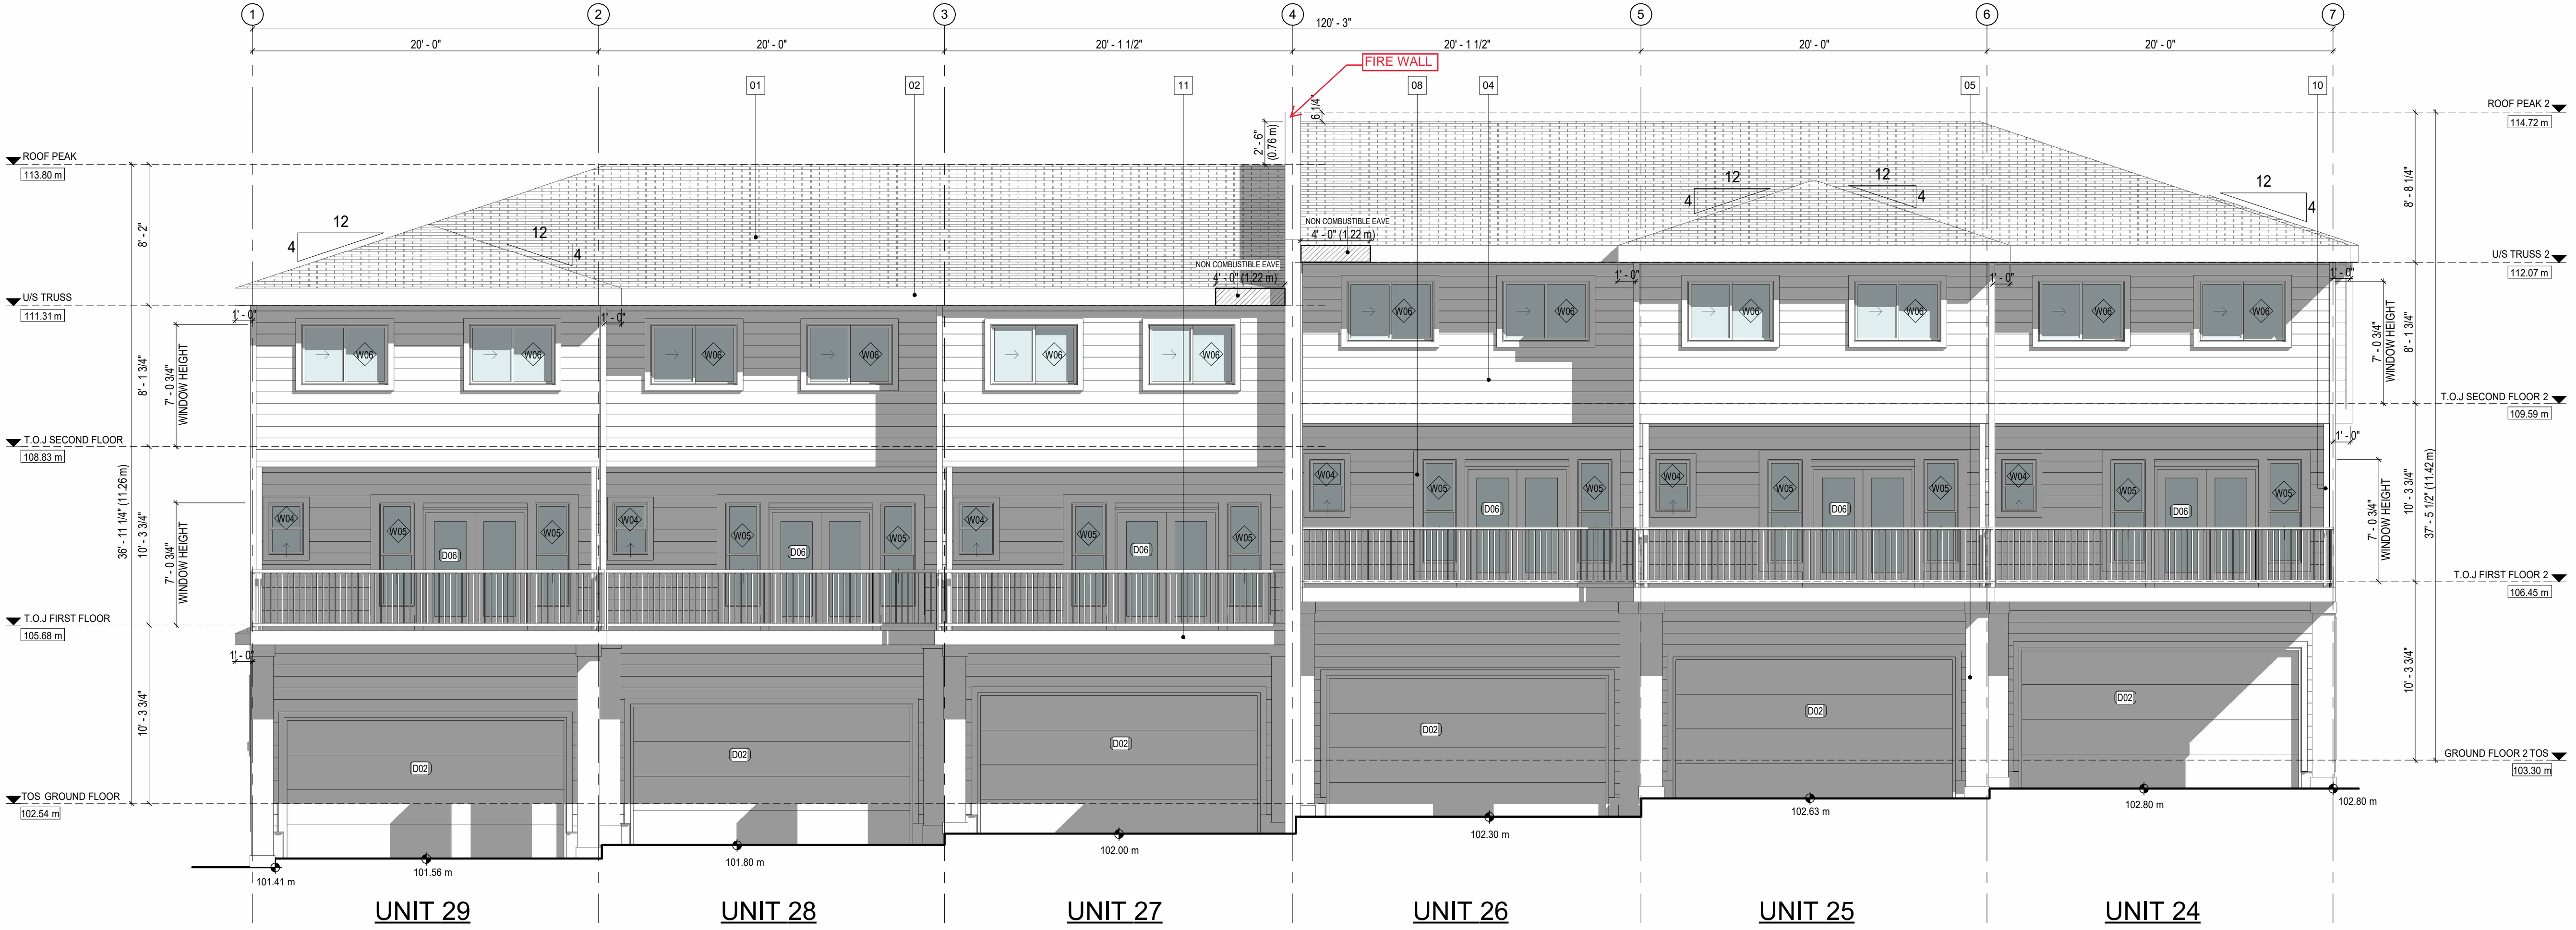 1 2 3 4 5 6 7
120' - 3"
20' - 0" 20' - 0" 20' - 1 1/2" 20' - 1 1/2" 20' - 0" 20' - 0"
FIRE WALL
01 02 11 08 04 05 10
ROOF PEAK
113.80 m
U/S TRUSS
111.31 m
T.O.J SECOND FLOOR
108.83 m
T.O.J FIRST FLOOR
105.68 m
TOS GROUND FLOOR
102.54 m
36' - 11 1/4" (11.26 m)
8' - 2"
8' - 1 3/4"
10' - 3 3/4"
10' - 3 3/4"
7' - 0 3/4"
WINDOW HEIGHT
7' - 0 3/4"
WINDOW HEIGHT
1' - 0"
1' - 0"
1' - 0"
12
4
12
4
2' - 6"
(0.76 m)
6 1/4"
NON COMBUSTIBLE EAVE
4' - 0" (1.22 m)
NON COMBUSTIBLE EAVE
4' - 0" (1.22 m)
12
4
12
4
12
4
1' - 0"
1' - 0"
1' - 0"
1' - 0"
W06 W06 W06 W06 W06 W06 W06 W06 W06 W06 W06 W06
W04 W05 D06 W05 W04 W05 D06 W05 W04 W05 D06 W05 W04 W05 D06 W05 W04 W05 D06 W05 W04 W05 D06 W05
D02 D02 D02 D02 D02 D02
ROOF PEAK 2
114.72 m
U/S TRUSS 2
112.07 m
T.O.J SECOND FLOOR 2
109.59 m
T.O.J FIRST FLOOR 2
106.45 m
GROUND FLOOR 2 TOS
103.30 m
8' - 8 1/4"
8' - 1 3/4"
10' - 3 3/4"
10' - 3 3/4"
37' - 5 1/2" (11.42 m)
7' - 0 3/4"
WINDOW HEIGHT
7' - 0 3/4"
WINDOW HEIGHT
101.41 m 101.56 m 101.80 m 102.00 m 102.30 m 102.63 m 102.80 m 102.80 m
UNIT 29 UNIT 28 UNIT 27 UNIT 26 UNIT 25 UNIT 24